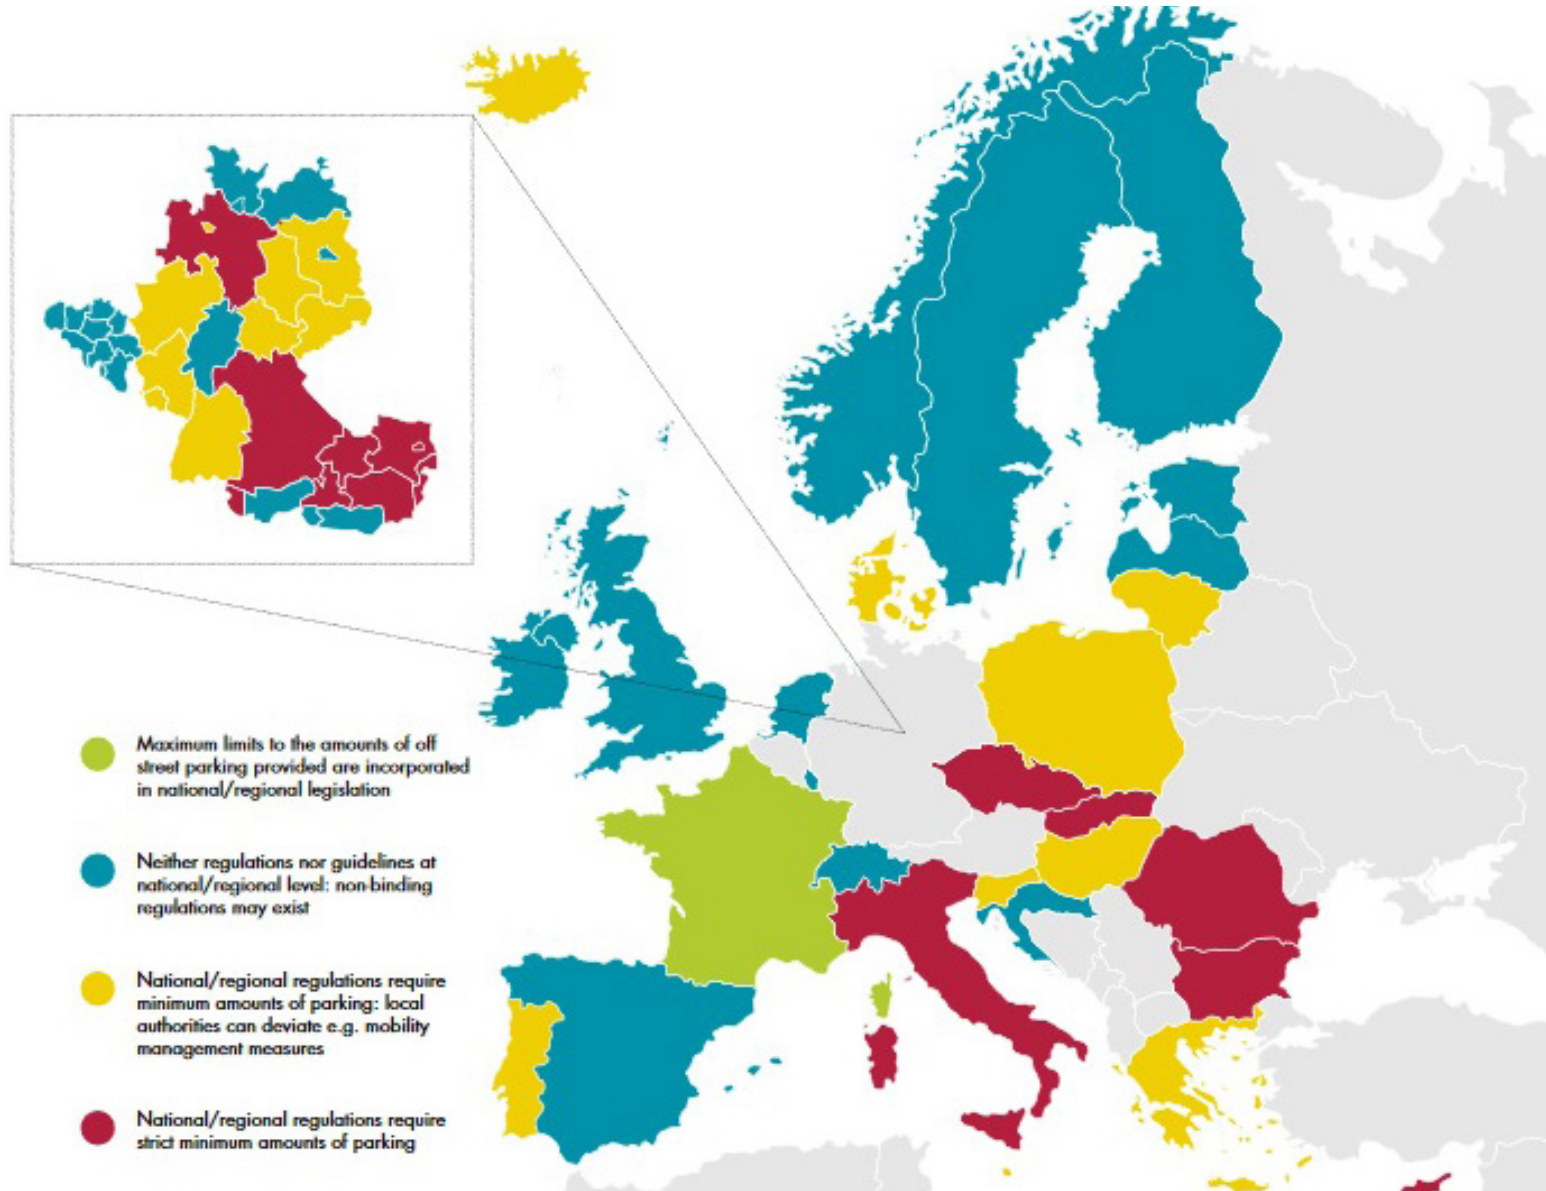 Maximum limits to the amounts of off
street parking provided are incorporated
in national/regional legislation
Neither regulations nor guidelines at
national/regional level: non-binding
regulations may exist
National/regional regulations require
minimum amounts of parking: local
authorities can deviate e.g. mobility
management measures
National/regional regulations require
strict minimum amounts of parking